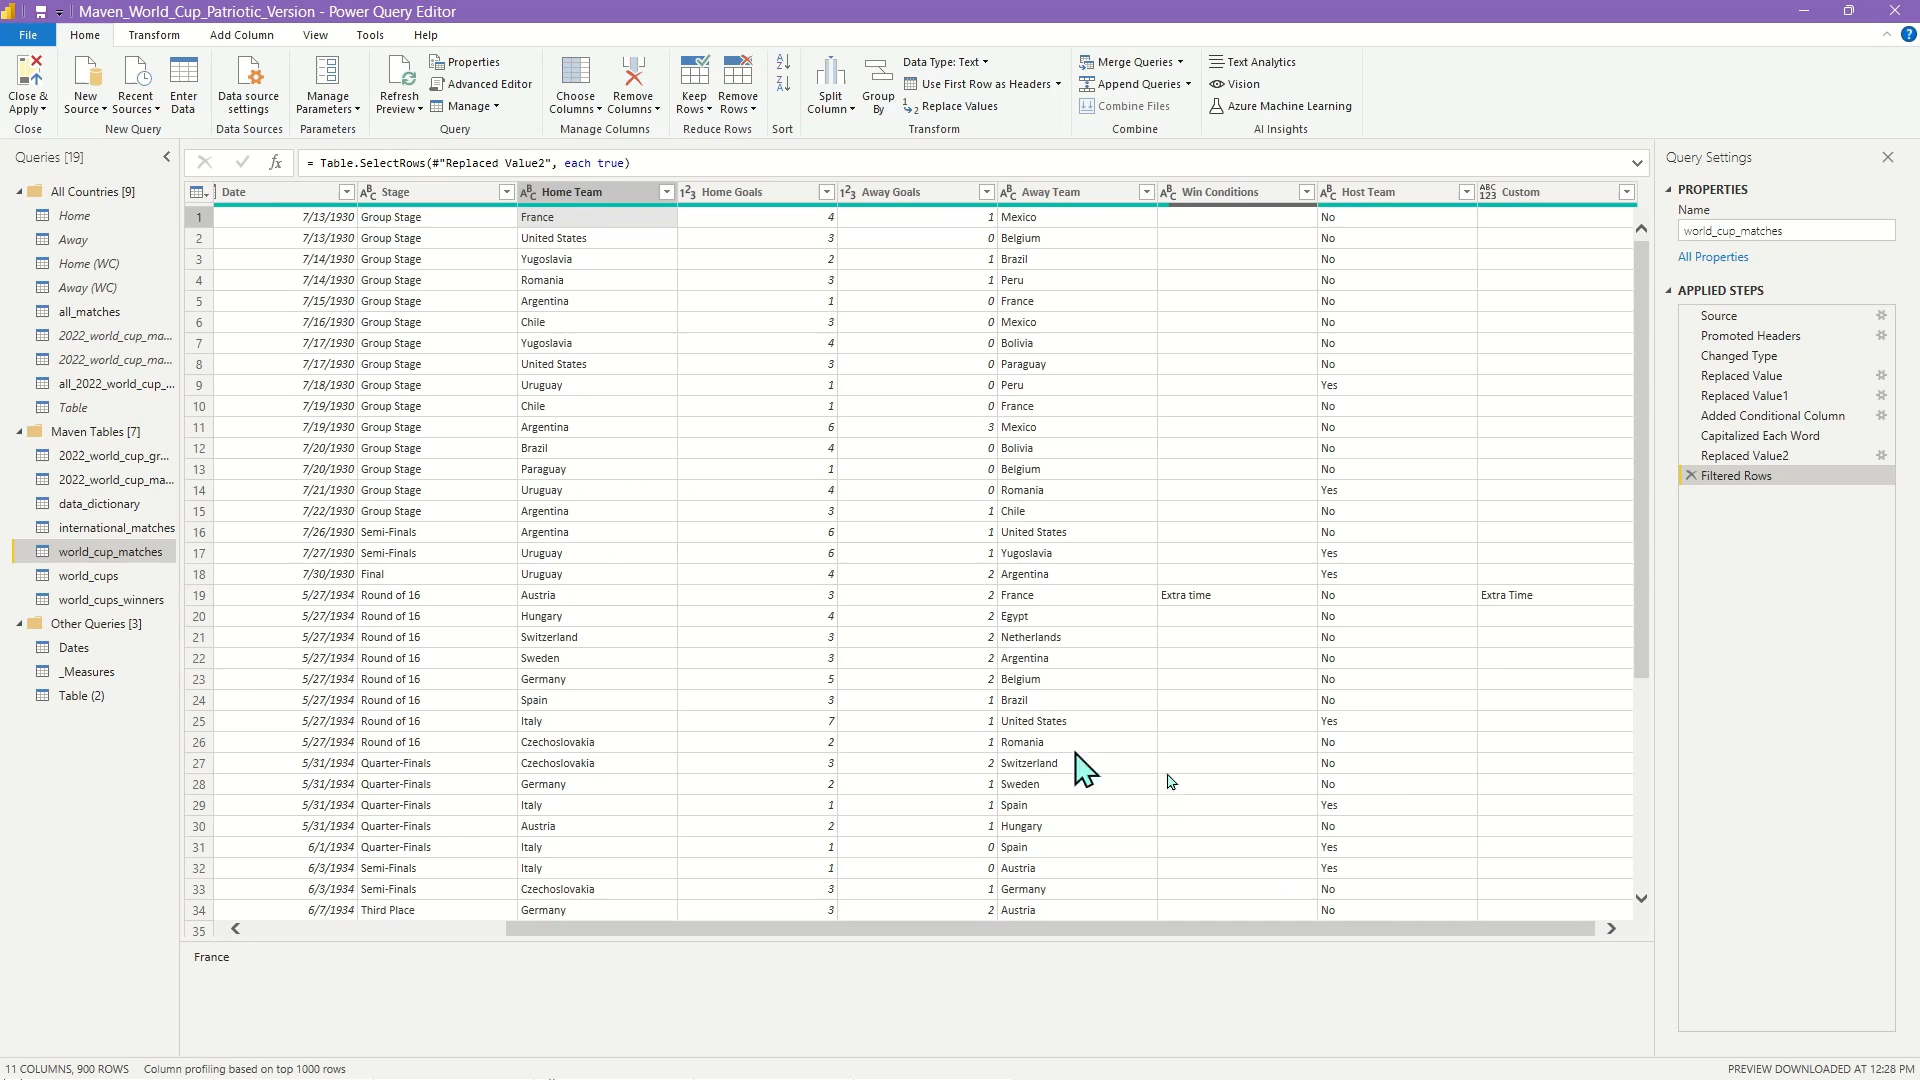 Maven_World_Cup_Patriotic_Version - Power Query Editor
File Home Transform Add Column View Tools Help
Close & Apply
New Source
Recent Sources
Enter Data
Data source settings
Manage Parameters
Refresh Preview
Properties
Advanced Editor
Manage
Choose Columns
Remove Columns
Keep Rows
Remove Rows
Split Column
Group By
Data Type: Text
Use First Row as Headers
Replace Values
Merge Queries
Append Queries
Combine Files
Text Analytics
Vision
Azure Machine Learning
Close New Query Data Sources Parameters Query Manage Columns Reduce Rows Sort Transform Combine AI Insights
Queries [19]
All Countries [9]
Home
Away
Home (WC)
Away (WC)
all_matches
2022_world_cup_ma...
2022_world_cup_ma...
all_2022_world_cup_...
Table
Maven Tables [7]
2022_world_cup_gr...
2022_world_cup_ma...
data_dictionary
international_matches
world_cup_matches
world_cups
world_cups_winners
Other Queries [3]
Dates
_Measures
Table (2)
fx = Table.SelectRows(#"Replaced Value2", each true)
Date ABC Stage ABC Home Team 123 Home Goals 123 Away Goals ABC Away Team ABC Win Conditions ABC Host Team ABC 123 Custom
1 7/13/1930 Group Stage France 4 1 Mexico No
2 7/13/1930 Group Stage United States 3 0 Belgium No
3 7/14/1930 Group Stage Yugoslavia 2 1 Brazil No
4 7/14/1930 Group Stage Romania 3 1 Peru No
5 7/15/1930 Group Stage Argentina 1 0 France No
6 7/16/1930 Group Stage Chile 3 0 Mexico No
7 7/17/1930 Group Stage Yugoslavia 4 0 Bolivia No
8 7/17/1930 Group Stage United States 3 0 Paraguay No
9 7/18/1930 Group Stage Uruguay 1 0 Peru Yes
10 7/19/1930 Group Stage Chile 1 0 France No
11 7/19/1930 Group Stage Argentina 6 3 Mexico No
12 7/20/1930 Group Stage Brazil 4 0 Bolivia No
13 7/20/1930 Group Stage Paraguay 1 0 Belgium No
14 7/21/1930 Group Stage Uruguay 4 0 Romania Yes
15 7/22/1930 Group Stage Argentina 3 1 Chile No
16 7/26/1930 Semi-Finals Argentina 6 1 United States No
17 7/27/1930 Semi-Finals Uruguay 6 1 Yugoslavia Yes
18 7/30/1930 Final Uruguay 4 2 Argentina Yes
19 5/27/1934 Round of 16 Austria 3 2 France Extra time No Extra Time
20 5/27/1934 Round of 16 Hungary 4 2 Egypt No
21 5/27/1934 Round of 16 Switzerland 3 2 Netherlands No
22 5/27/1934 Round of 16 Sweden 3 2 Argentina No
23 5/27/1934 Round of 16 Germany 5 2 Belgium No
24 5/27/1934 Round of 16 Spain 3 1 Brazil No
25 5/27/1934 Round of 16 Italy 7 1 United States Yes
26 5/27/1934 Round of 16 Czechoslovakia 2 1 Romania No
27 5/31/1934 Quarter-Finals Czechoslovakia 3 2 Switzerland No
28 5/31/1934 Quarter-Finals Germany 2 1 Sweden No
29 5/31/1934 Quarter-Finals Italy 1 1 Spain Yes
30 5/31/1934 Quarter-Finals Austria 2 1 Hungary No
31 6/1/1934 Quarter-Finals Italy 1 0 Spain Yes
32 6/3/1934 Semi-Finals Italy 1 0 Austria Yes
33 6/3/1934 Semi-Finals Czechoslovakia 3 1 Germany No
34 6/7/1934 Third Place Germany 3 2 Austria No
35
France
Query Settings
PROPERTIES
Name
world_cup_matches
All Properties
APPLIED STEPS
Source
Promoted Headers
Changed Type
Replaced Value
Replaced Value1
Added Conditional Column
Capitalized Each Word
Replaced Value2
Filtered Rows
11 COLUMNS, 900 ROWS Column profiling based on top 1000 rows PREVIEW DOWNLOADED AT 12:28 PM